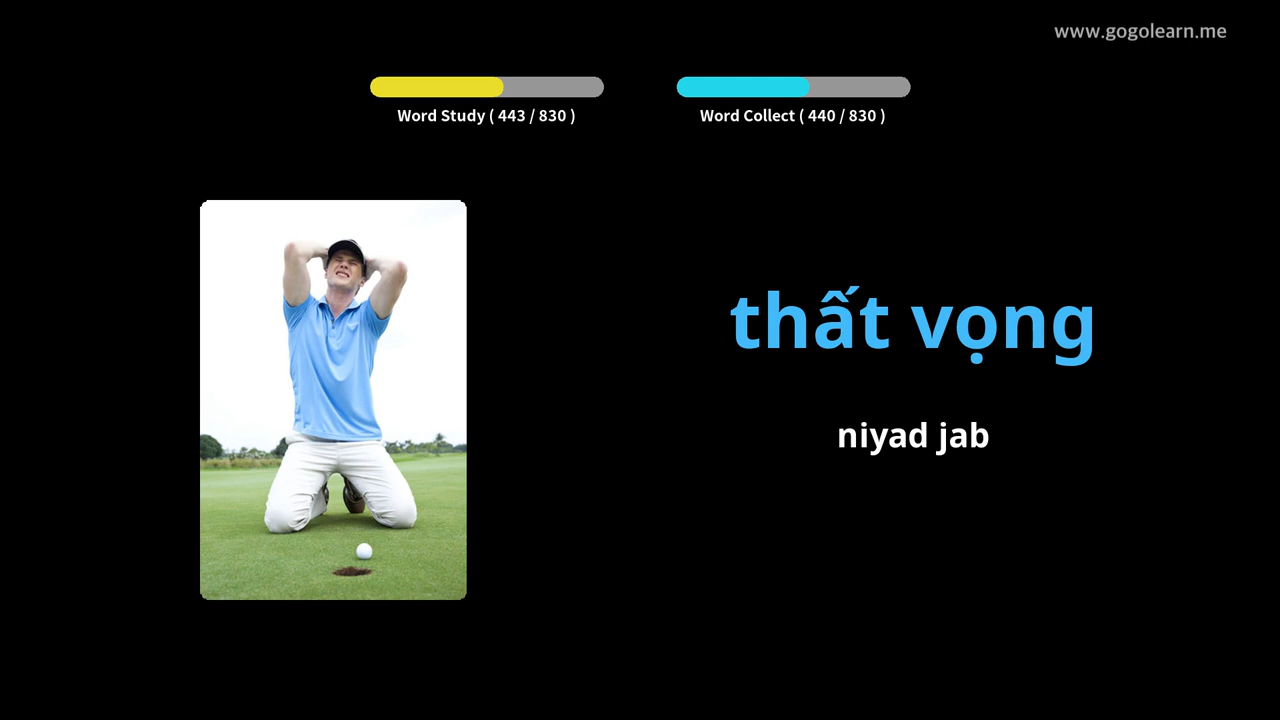 www.gogolearn.me
Word Study ( 443 / 830 )
Word Collect ( 440 / 830 )
thất vọng
niyad jab